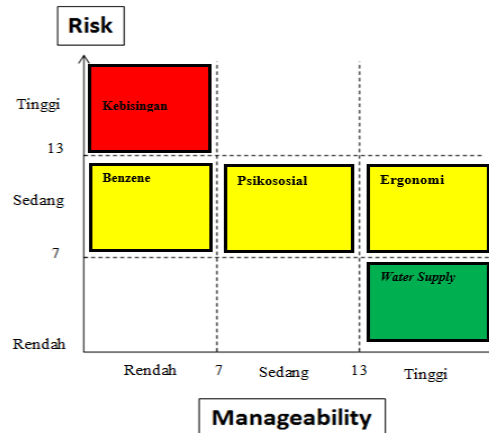 Risk
Tinggi
Kebisingan
13
Sedang
Benzene
Psikososial
Ergonomi
7
Water Supply
Rendah
Rendah
7
Sedang
13
Tinggi
Manageability